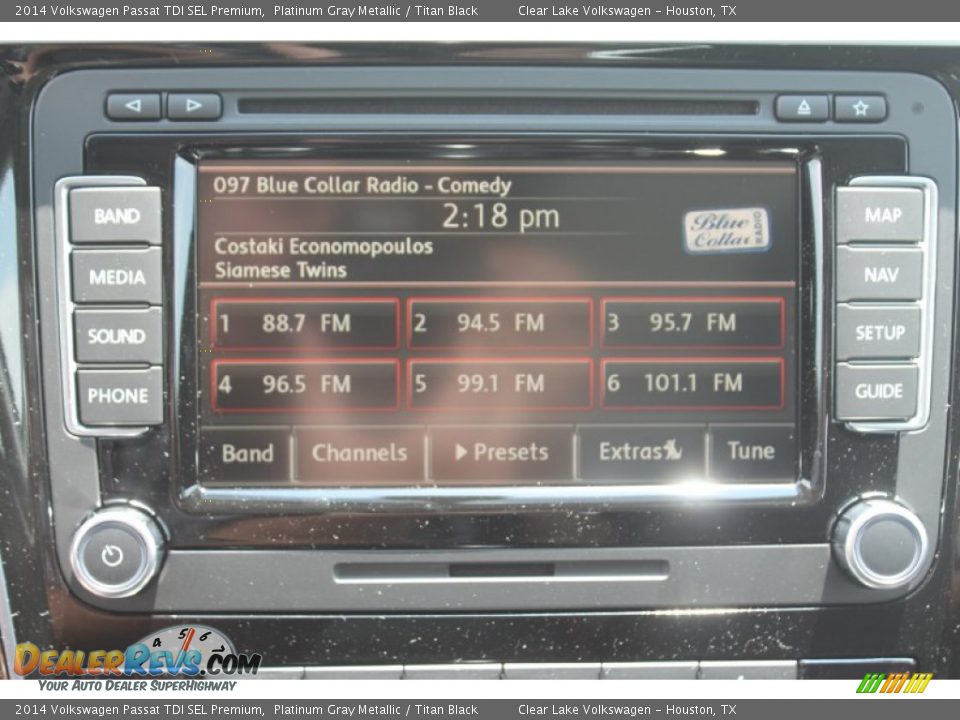 2014 Volkswagen Passat TDI SEL Premium,  Platinum Gray Metallic / Titan Black   Clear Lake Volkswagen - Houston, TX
097 Blue Collar Radio - Comedy
2:18 pm
Blue Collar RADIO
Costaki Economopoulos
Siamese Twins
BAND
MEDIA
SOUND
PHONE
MAP
NAV
SETUP
GUIDE
1 88.7 FM 2 94.5 FM 3 95.7 FM
4 96.5 FM 5 99.1 FM 6 101.1 FM
Band Channels Presets Extras Tune
4 5 6
DEALERREVS.COM
YOUR AUTO DEALER SUPERHIGHWAY
2014 Volkswagen Passat TDI SEL Premium,  Platinum Gray Metallic / Titan Black   Clear Lake Volkswagen - Houston, TX